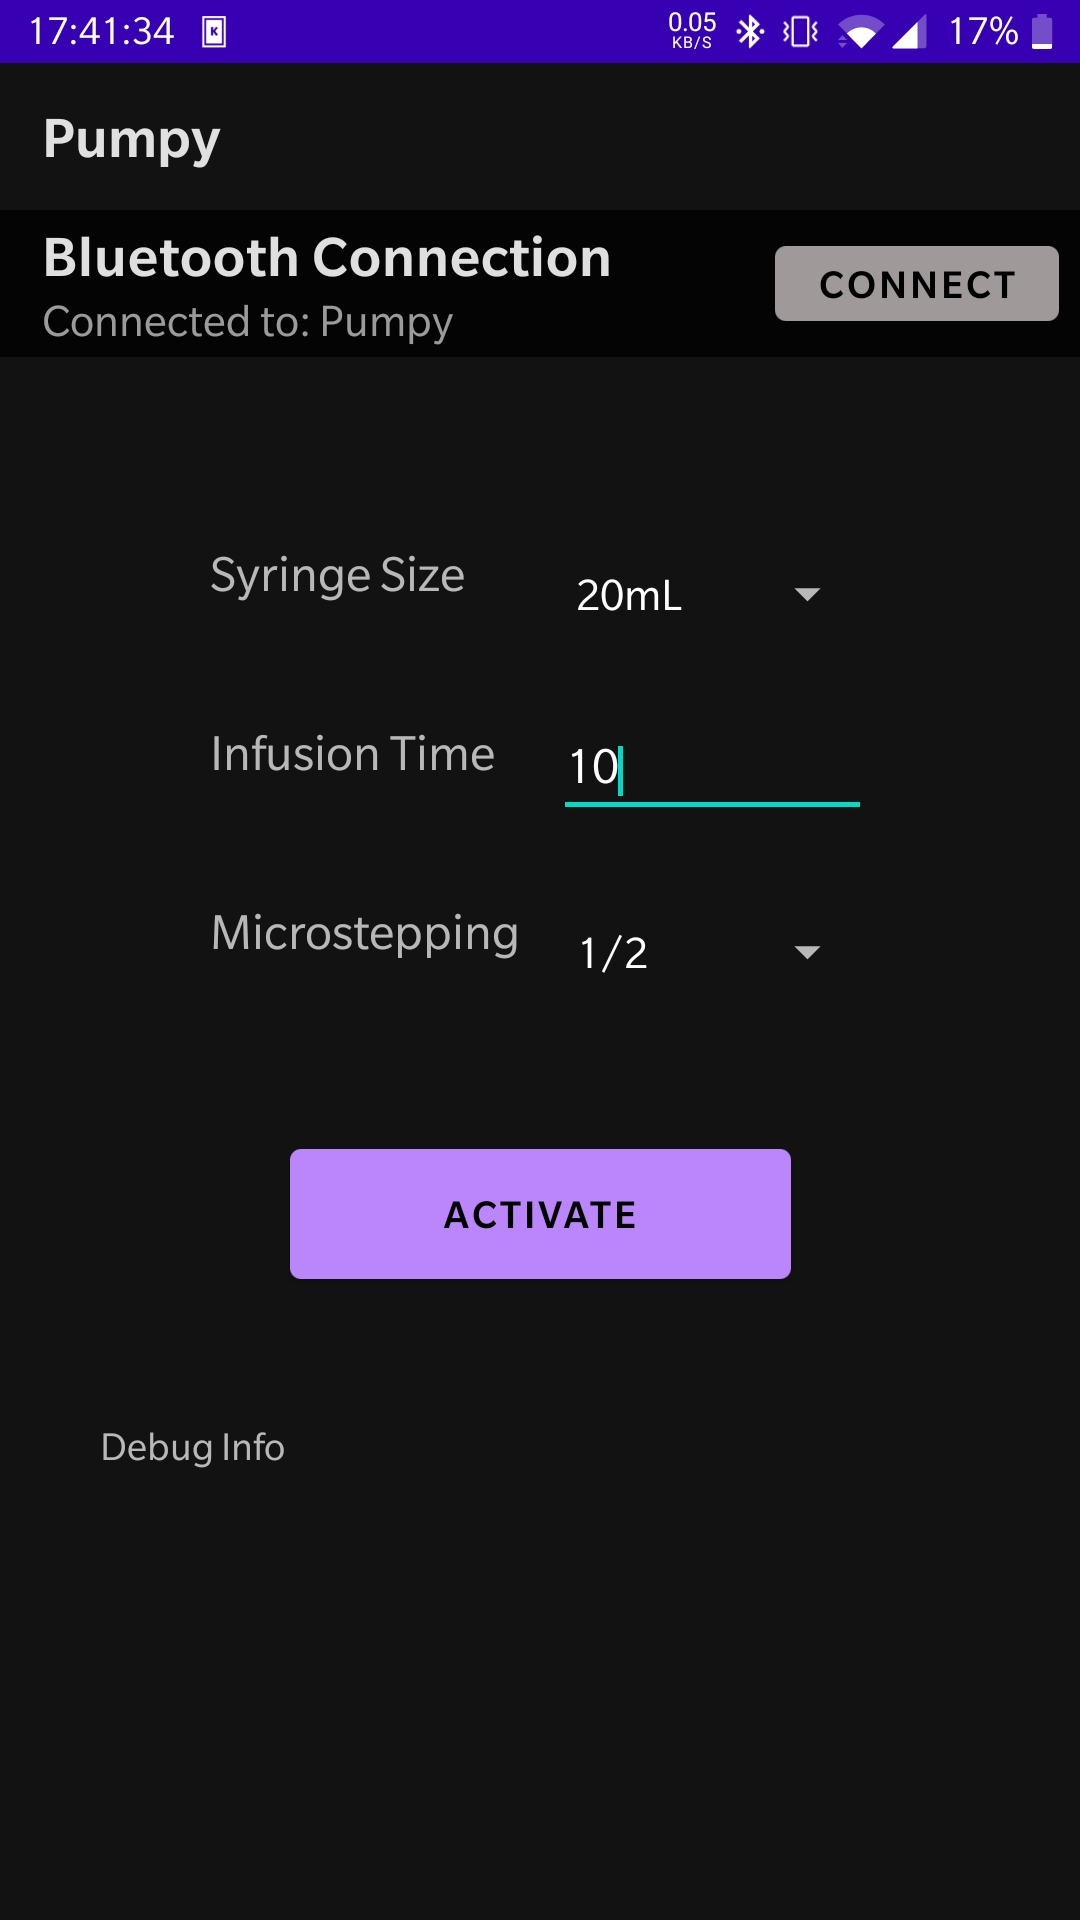 17:41:34 K 0.05 KB/S 17%
Pumpy
Bluetooth Connection
Connected to: Pumpy
CONNECT
Syringe Size 20mL
Infusion Time 10
Microstepping 1/2
ACTIVATE
Debug Info